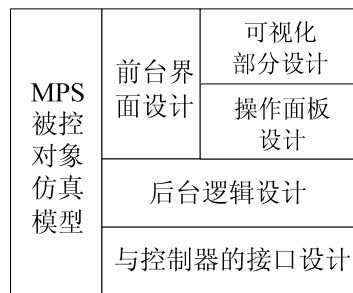 MPS
被控
对象
仿真
模型
前台界
面设计
可视化
部分设计
操作面板
设计
后台逻辑设计
与控制器的接口设计